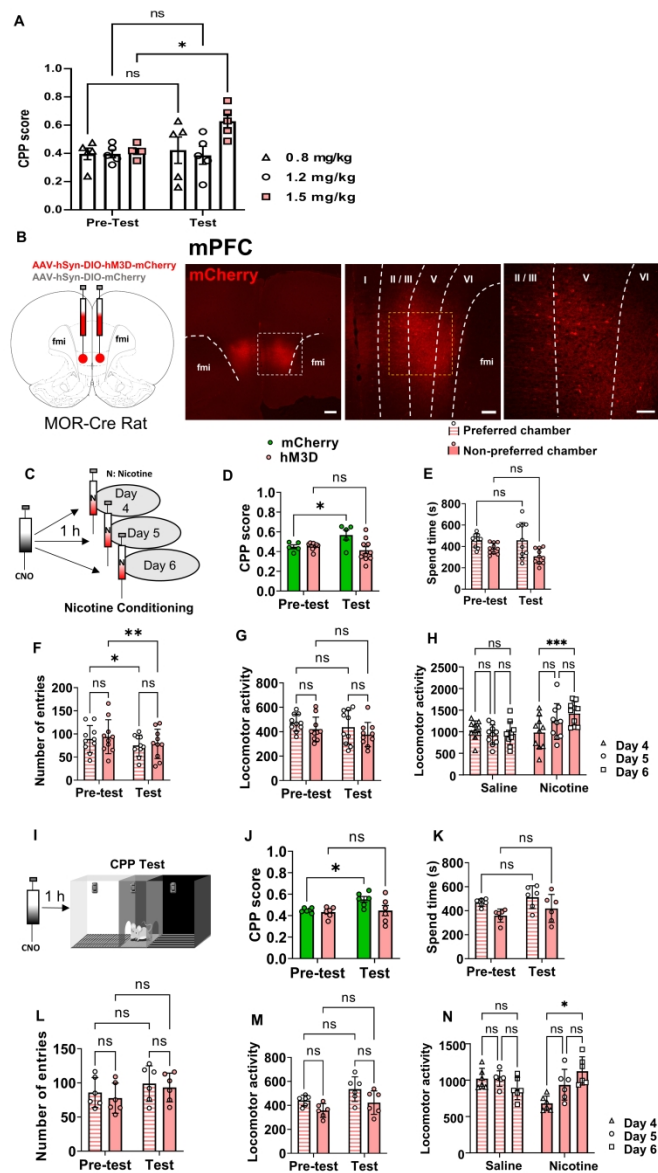 A
ns
*
ns
CPP score
0.8
0.6
0.4
0.2
0.0
Pre-Test
Test
0.8 mg/kg
1.2 mg/kg
1.5 mg/kg
B
AAV-hSyn-DIO-hM3D-mCherry
AAV-hSyn-DIO-mCherry
fmi
fmi
MOR-Cre Rat
mPFC
mCherry
fmi
fmi
I
II / III
V
VI
fmi
II / III
V
VI
mCherry
hM3D
Preferred chamber
Non-preferred chamber
C
N: Nicotine
N
Day 4
N
Day 5
N
Day 6
1 h
CNO
Nicotine Conditioning
D
ns
*
CPP score
0.8
0.6
0.4
0.2
0.0
Pre-test
Test
E
ns
ns
Spend time (s)
800
600
400
200
0
Pre-test
Test
F
**
*
ns
ns
Number of entries
200
150
100
50
0
Pre-test
Test
G
ns
ns
ns
ns
Locomotor activity
800
600
400
200
0
Pre-test
Test
H
ns
ns
ns
***
ns
ns
Locomotor activity
2500
2000
1500
1000
500
0
Saline
Nicotine
Day 4
Day 5
Day 6
I
CPP Test
1 h
CNO
J
ns
*
CPP score
0.8
0.6
0.4
0.2
0.0
Pre-test
Test
K
ns
ns
Spend time (s)
800
600
400
200
0
Pre-test
Test
L
ns
ns
ns
ns
Number of entries
150
100
50
0
Pre-test
Test
M
ns
ns
ns
ns
Locomotor activity
800
600
400
200
0
Pre-test
Test
N
ns
ns
ns
*
ns
ns
Locomotor activity
2000
1500
1000
500
0
Saline
Nicotine
Day 4
Day 5
Day 6